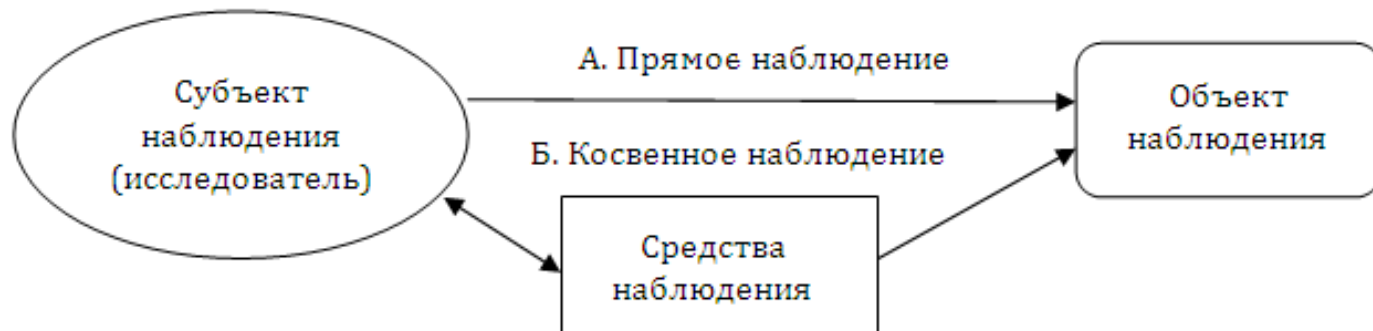 А. Прямое наблюдение
Субъект
наблюдения
(исследователь)
Объект
наблюдения
Б. Косвенное наблюдение
Средства
наблюдения